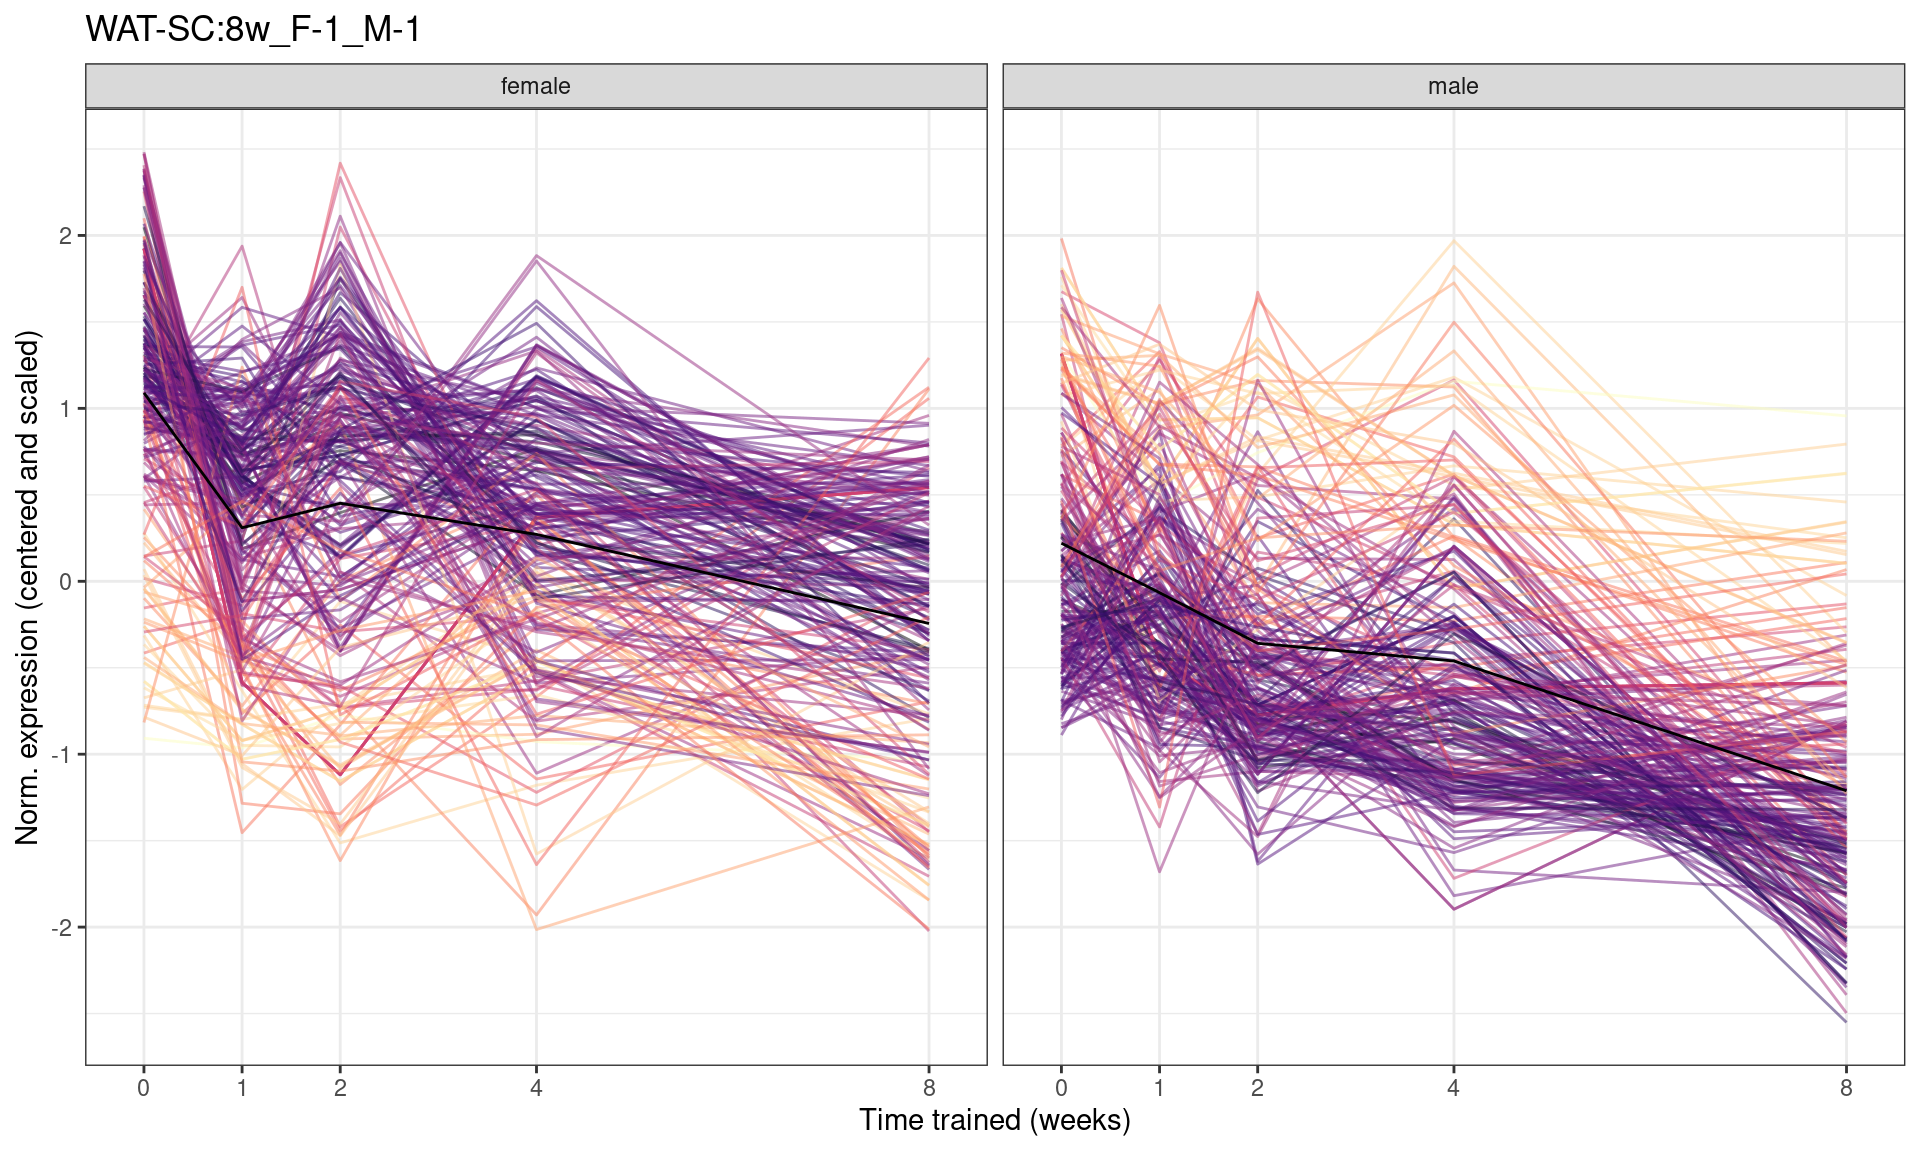 WAT-SC:8w_F-1_M-1
female
male
Norm. expression (centered and scaled)
2
1
0
-1
-2
0 1 2 4 8
0 1 2 4 8
Time trained (weeks)